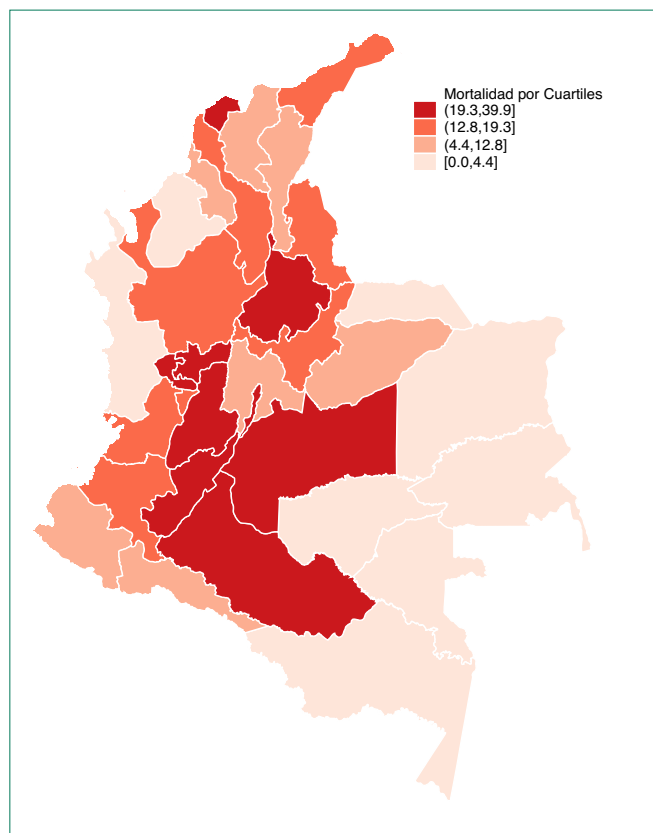 Mortalidad por Cuartiles
(19.3,39.9]
(12.8,19.3]
(4.4,12.8]
[0.0,4.4]